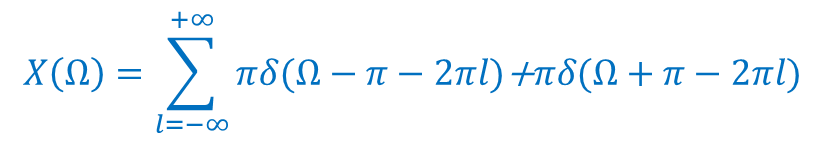 X(Ω) = ∑_{l=−∞}^{+∞} πδ(Ω − π − 2πl) + πδ(Ω + π − 2πl)